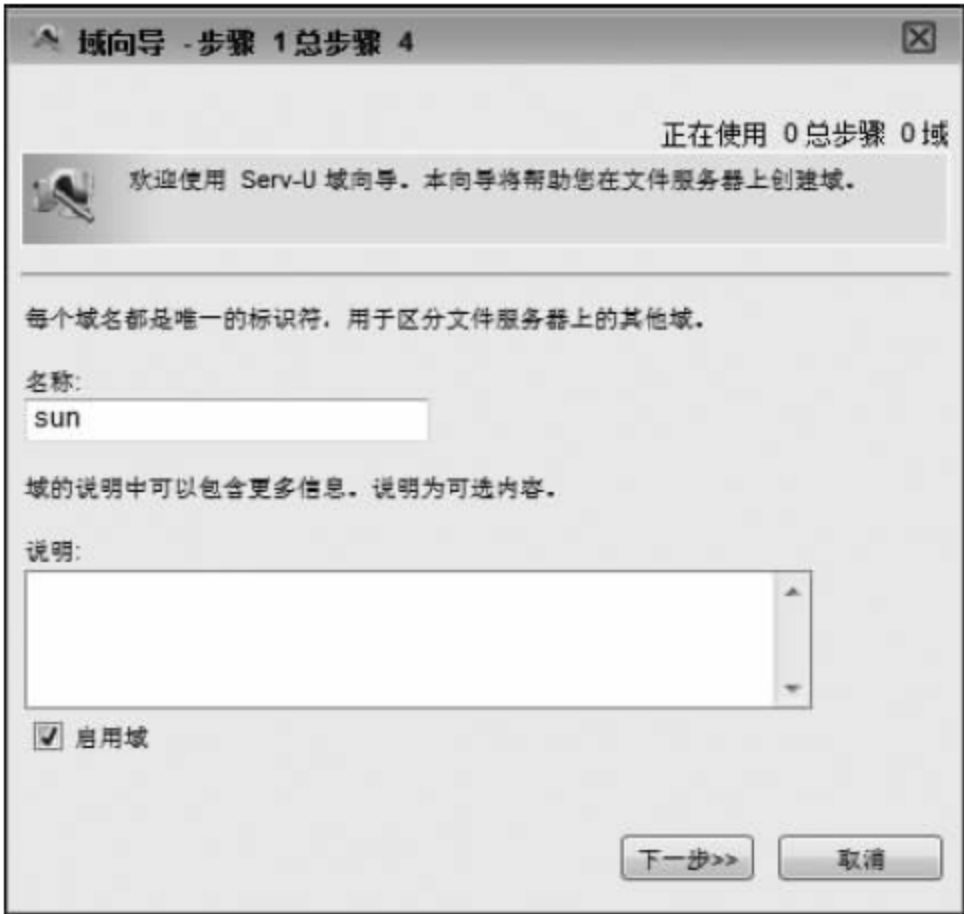 域向导 - 步骤 1总步骤 4
正在使用 0总步骤 0域
欢迎使用 Serv-U 域向导。本向导将帮助您在文件服务器上创建域。
每个域名都是唯一的标识符，用于区分文件服务器上的其他域。
名称:
sun
域的说明中可以包含更多信息。说明为可选内容。
说明:
启用域
下一步>>
取消